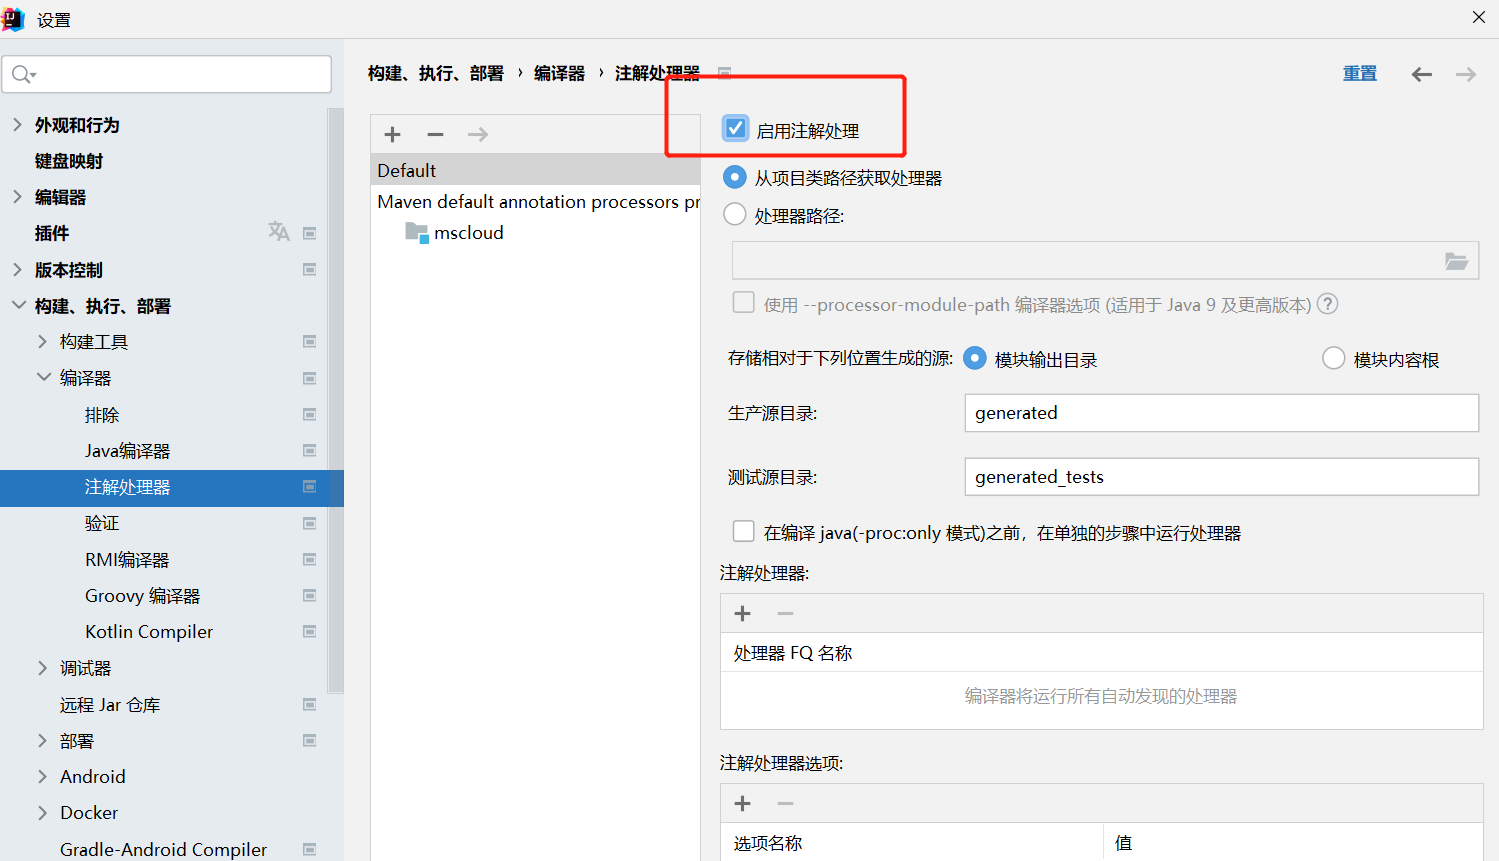 设置
外观和行为
键盘映射
编辑器
插件
版本控制
构建、执行、部署
构建工具
编译器
排除
Java编译器
注解处理器
验证
RMI编译器
Groovy 编译器
Kotlin Compiler
调试器
远程 Jar 仓库
部署
Android
Docker
Gradle-Android Compiler
构建、执行、部署 › 编译器 › 注解处理器
重置
Default
Maven default annotation processors pr
mscloud
启用注解处理
从项目类路径获取处理器
处理器路径:
使用 --processor-module-path 编译器选项 (适用于 Java 9 及更高版本) ?
存储相对于下列位置生成的源: 模块输出目录 模块内容根
生产源目录: generated
测试源目录: generated_tests
在编译 java(-proc:only 模式)之前，在单独的步骤中运行处理器
注解处理器:
处理器 FQ 名称
编译器将运行所有自动发现的处理器
注解处理器选项:
选项名称 值